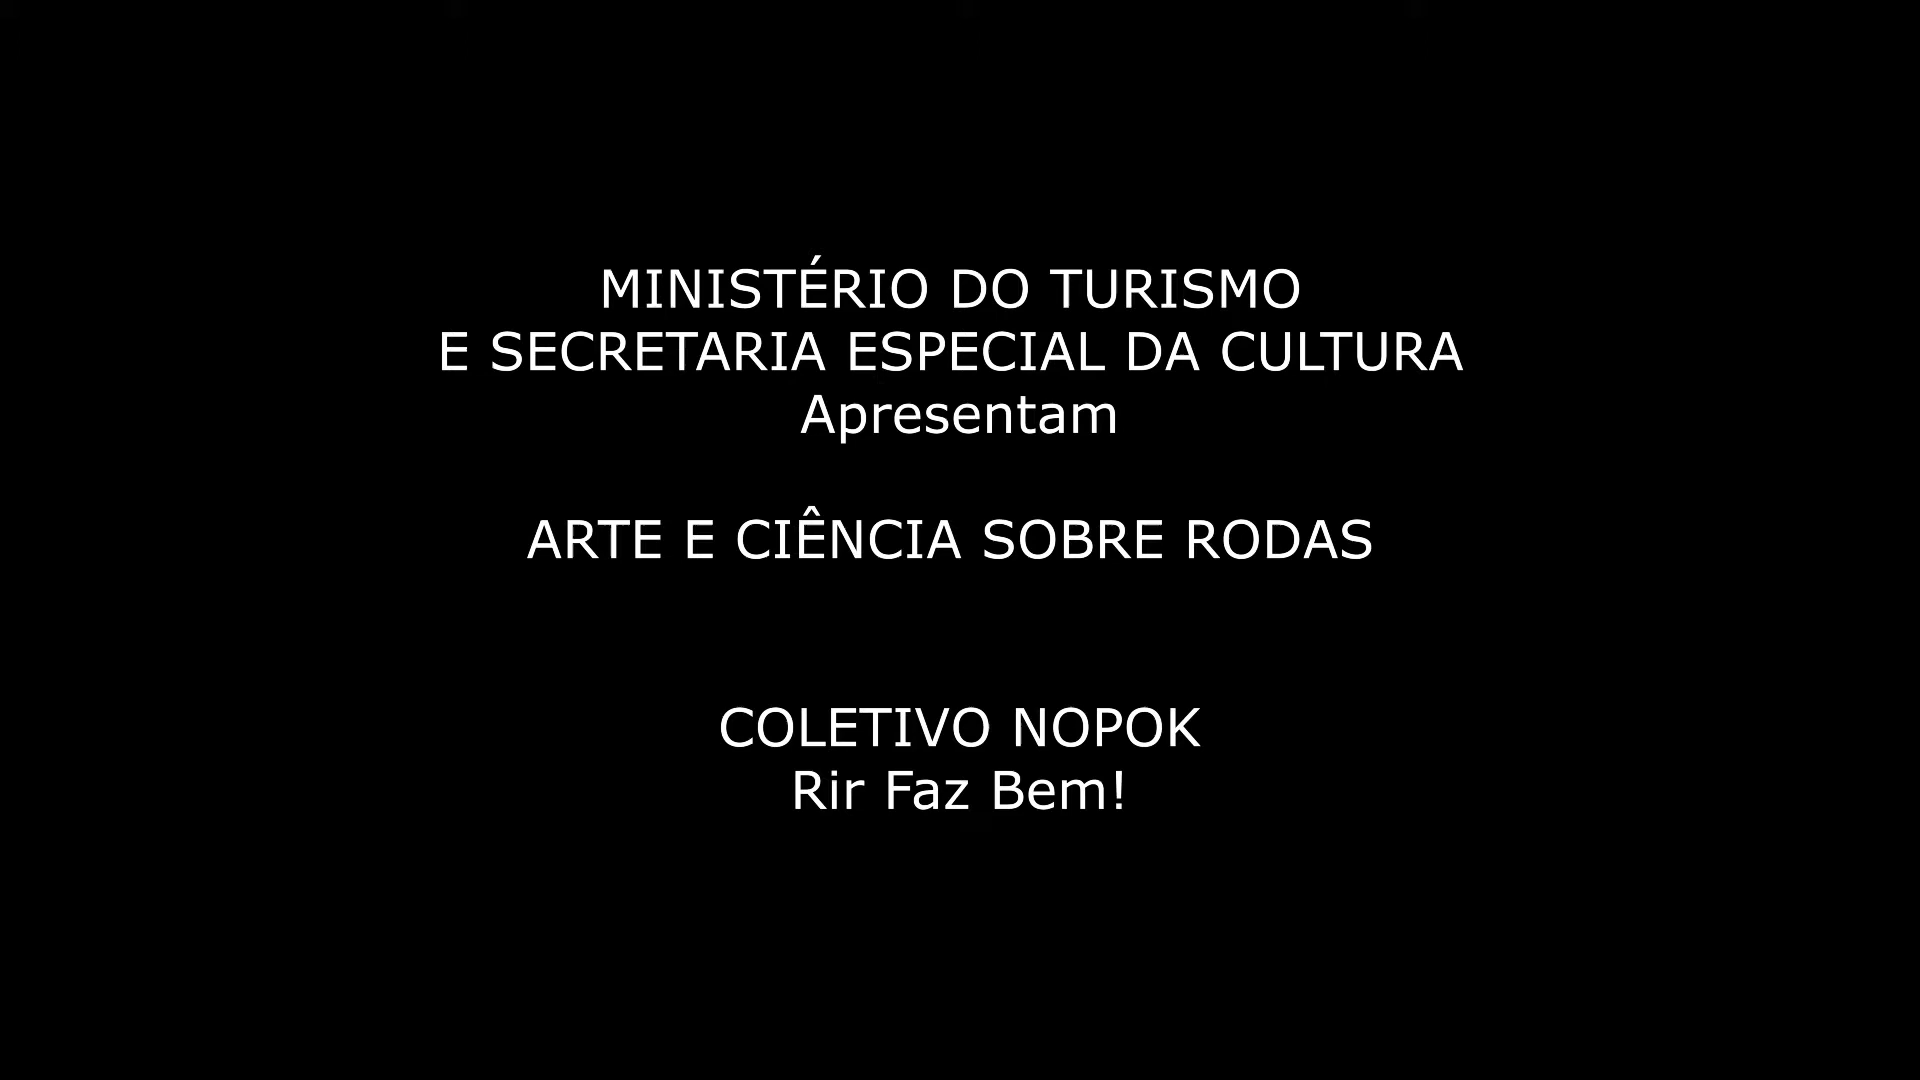 MINISTÉRIO DO TURISMO
E SECRETARIA ESPECIAL DA CULTURA
Apresentam
ARTE E CIÊNCIA SOBRE RODAS
COLETIVO NOPOK
Rir Faz Bem!